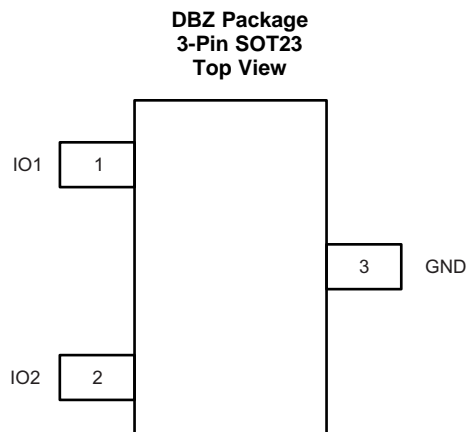 DBZ Package
3-Pin SOT23
Top View
IO1 1
3 GND
IO2 2